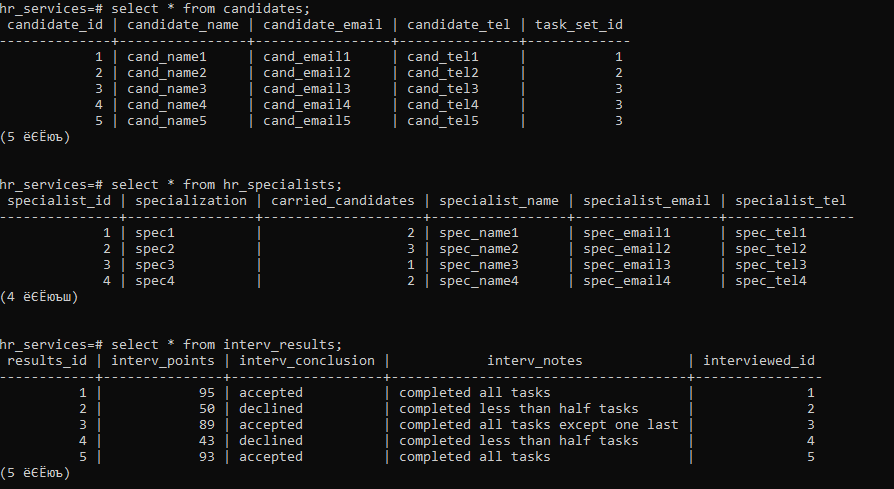 hr_services=# select * from candidates;
candidate_id | candidate_name | candidate_email | candidate_tel | task_set_id
--------------+----------------+-----------------+---------------+-------------
1 | cand_name1 | cand_email1 | cand_tel1 | 1
2 | cand_name2 | cand_email2 | cand_tel2 | 2
3 | cand_name3 | cand_email3 | cand_tel3 | 3
4 | cand_name4 | cand_email4 | cand_tel4 | 3
5 | cand_name5 | cand_email5 | cand_tel5 | 3
(5 ёЄЁюъ)
hr_services=# select * from hr_specialists;
specialist_id | specialization | carried_candidates | specialist_name | specialist_email | specialist_tel
---------------+----------------+--------------------+-----------------+------------------+----------------
1 | spec1 | 2 | spec_name1 | spec_email1 | spec_tel1
2 | spec2 | 3 | spec_name2 | spec_email2 | spec_tel2
3 | spec3 | 1 | spec_name3 | spec_email3 | spec_tel3
4 | spec4 | 2 | spec_name4 | spec_email4 | spec_tel4
(4 ёЄЁюъш)
hr_services=# select * from interv_results;
results_id | interv_points | interv_conclusion | interv_notes | interviewed_id
------------+---------------+-------------------+-------------------------------------+----------------
1 | 95 | accepted | completed all tasks | 1
2 | 50 | declined | completed less than half tasks | 2
3 | 89 | accepted | completed all tasks except one last | 3
4 | 43 | declined | completed less than half tasks | 4
5 | 93 | accepted | completed all tasks | 5
(5 ёЄЁюъ)